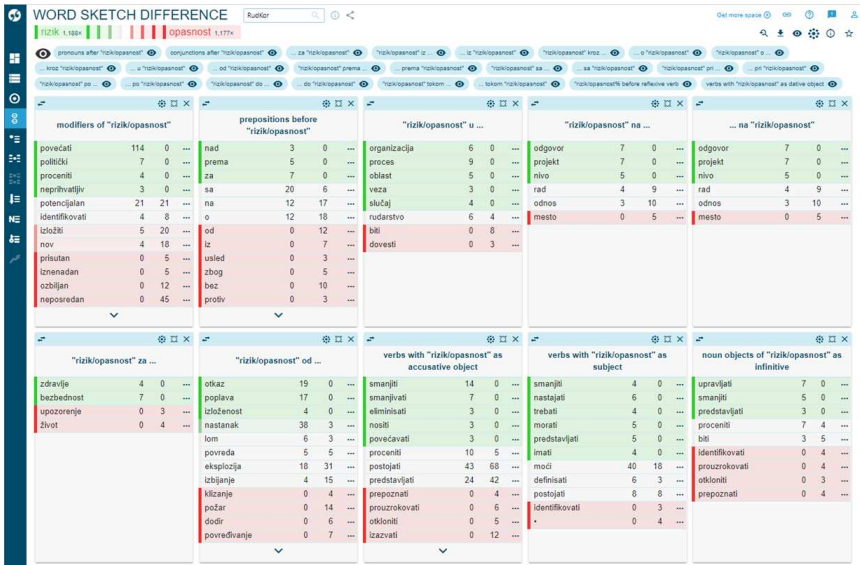 WORD SKETCH DIFFERENCE RudKor
Get more space
rizik 1,188× opasnost 1,177×
pronouns after "rizik/opasnost" conjunctions after "rizik/opasnost" ... za "rizik/opasnost" "rizik/opasnost" iz ... ... iz "rizik/opasnost" "rizik/opasnost" kroz ... ... o "rizik/opasnost" "rizik/opasnost" o ...
... kroz "rizik/opasnost" ... u "rizik/opasnost" ... od "rizik/opasnost" "rizik/opasnost" prema ... ... prema "rizik/opasnost" "rizik/opasnost" sa ... ... sa "rizik/opasnost" "rizik/opasnost" pri ... ... pri "rizik/opasnost"
"rizik/opasnost" po ... ... po "rizik/opasnost" "rizik/opasnost" do ... ... do "rizik/opasnost" "rizik/opasnost" tokom ... ... tokom "rizik/opasnost" "rizik/opasnost% before reflexive verb verbs with "rizik/opasnost" as dative object
modifiers of "rizik/opasnost"
povećati 114 0 ...
politički 7 0 ...
proceniti 4 0 ...
neprihvatljiv 3 0 ...
potencijalan 21 21 ...
identifikovati 4 8 ...
izložiti 5 20 ...
nov 4 18 ...
prisutan 0 5 ...
iznenadan 0 5 ...
ozbiljan 0 12 ...
neposredan 0 45 ...
prepositions before
"rizik/opasnost"
nad 3 0 ...
prema 5 0 ...
za 7 0 ...
sa 20 6 ...
na 12 17 ...
o 12 18 ...
od 0 12 ...
iz 0 7 ...
usled 0 3 ...
zbog 0 5 ...
bez 0 10 ...
protiv 0 3 ...
"rizik/opasnost" u ...
organizacija 6 0 ...
proces 9 0 ...
oblast 5 0 ...
veza 3 0 ...
slučaj 4 0 ...
rudarstvo 6 4 ...
biti 0 8 ...
dovesti 0 3 ...
"rizik/opasnost" na ...
odgovor 7 0 ...
projekt 7 0 ...
nivo 5 0 ...
rad 4 9 ...
odnos 3 10 ...
mesto 0 5 ...
... na "rizik/opasnost"
odgovor 7 0 ...
projekt 7 0 ...
nivo 5 0 ...
rad 4 9 ...
odnos 3 10 ...
mesto 0 5 ...
"rizik/opasnost" za ...
zdravlje 4 0 ...
bezbednost 7 0 ...
upozorenje 0 3 ...
život 0 4 ...
"rizik/opasnost" od ...
otkaz 19 0 ...
poplava 17 0 ...
izloženost 4 0 ...
nastanak 38 3 ...
lom 6 3 ...
povreda 5 5 ...
eksplozija 18 31 ...
izbijanje 4 15 ...
klizanje 0 4 ...
požar 0 14 ...
dodir 0 6 ...
povređivanje 0 7 ...
verbs with "rizik/opasnost" as
accusative object
smanjiti 14 0 ...
smanjivati 7 0 ...
eliminisati 3 0 ...
nositi 3 0 ...
povećavati 3 0 ...
proceniti 10 5 ...
postojati 43 68 ...
predstavljati 24 42 ...
prepoznati 0 4 ...
prouzrokovati 0 6 ...
otkloniti 0 5 ...
izazvati 0 12 ...
verbs with "rizik/opasnost" as
subject
smanjiti 4 0 ...
nastajati 6 0 ...
trebati 4 0 ...
morati 5 0 ...
predstavljati 5 0 ...
imati 4 0 ...
moći 40 18 ...
definisati 6 3 ...
postojati 8 8 ...
identifikovati 0 3 ...
• 0 4 ...
noun objects of "rizik/opasnost" as
infinitive
upravljati 7 0 ...
smanjiti 5 0 ...
predstavljati 3 0 ...
proceniti 7 4 ...
biti 3 5 ...
identifikovati 0 4 ...
prouzrokovati 0 4 ...
otkloniti 0 3 ...
prepoznati 0 4 ...